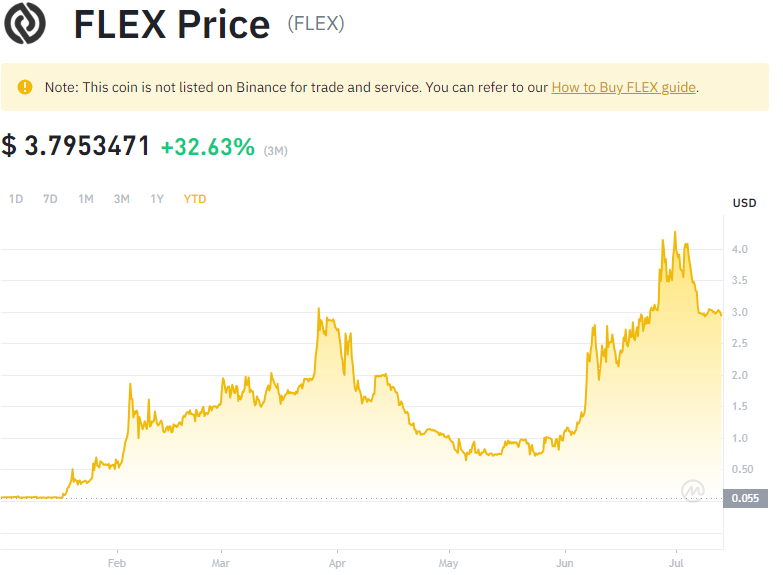 FLEX Price (FLEX)
Note: This coin is not listed on Binance for trade and service. You can refer to our How to Buy FLEX guide.
$ 3.7953471 +32.63% (3M)
1D 7D 1M 3M 1Y YTD
USD
4.0
3.5
3.0
2.5
2.0
1.5
1.0
0.50
0.055
Feb Mar Apr May Jun Jul